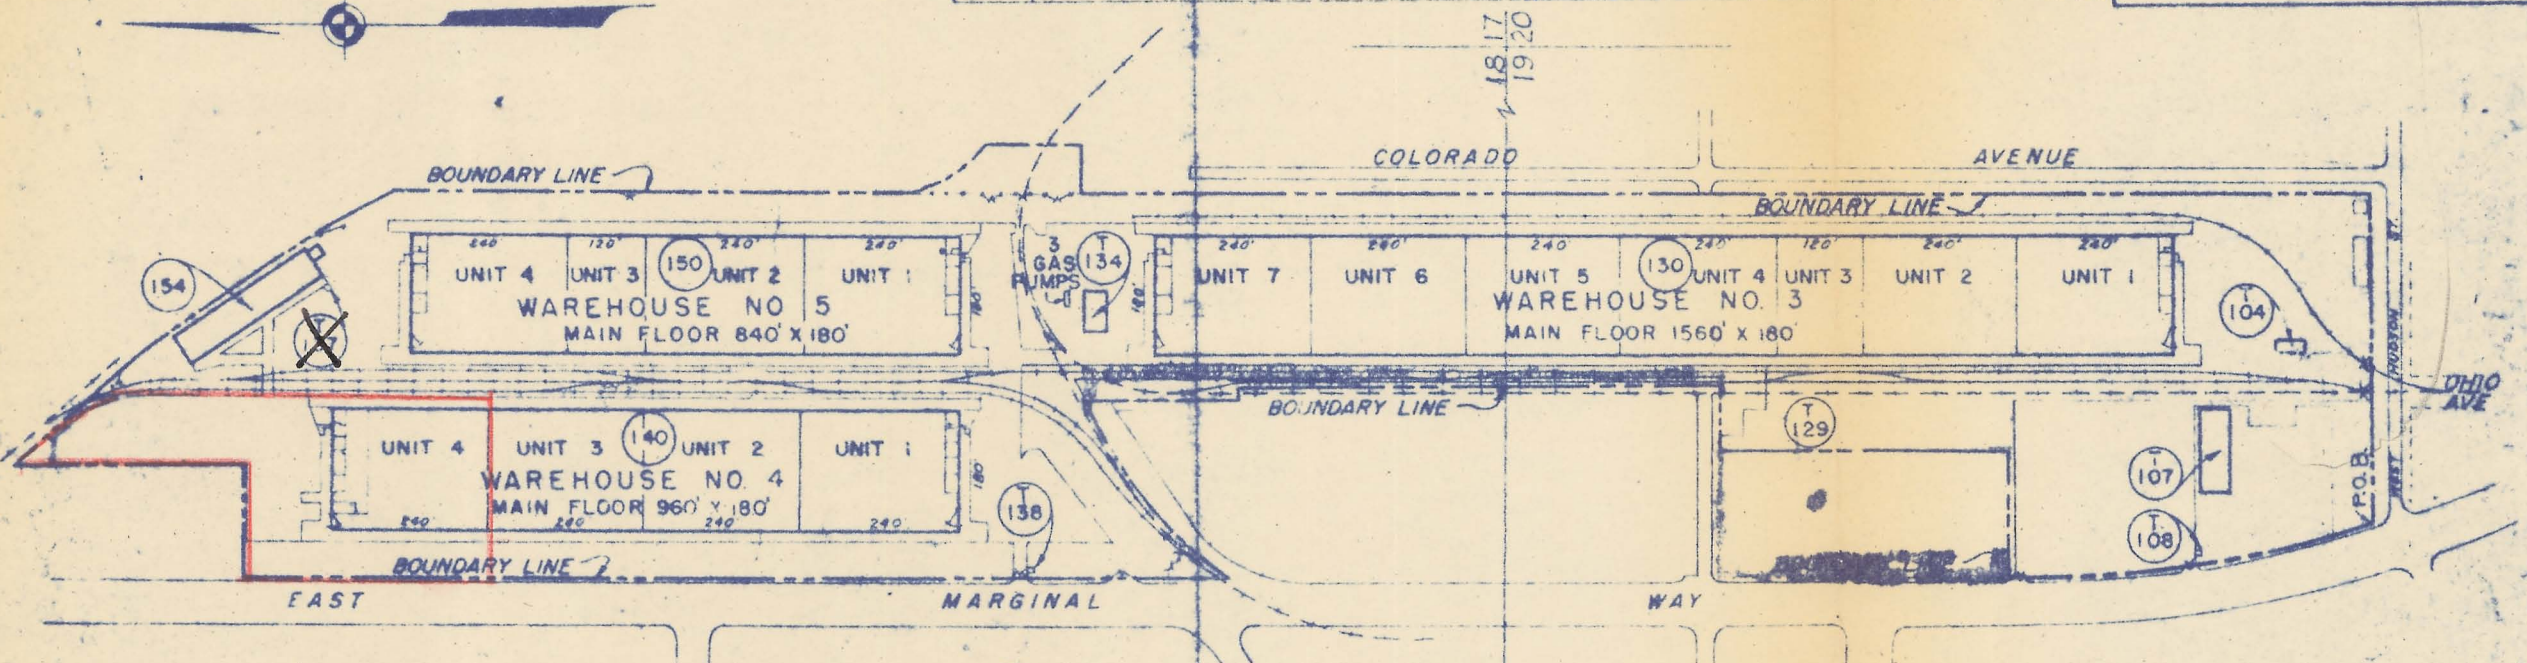 18 17
19 20
COLORADO AVENUE
BOUNDARY LINE
BOUNDARY LINE
240' 120' 240' 240'
UNIT 4 UNIT 3 150 UNIT 2 UNIT 1
WAREHOUSE NO 5
MAIN FLOOR 840' X 180'
180'
154
3
GAS
PUMPS
T
134
180'
240' 240' 240' 240' 120' 240' 240'
UNIT 7 UNIT 6 UNIT 5 130 UNIT 4 UNIT 3 UNIT 2 UNIT 1
WAREHOUSE NO. 3
MAIN FLOOR 1560' X 180'
T
104
HUDSON ST.
OHIO
AVE
BOUNDARY LINE
UNIT 4 UNIT 3 140 UNIT 2 UNIT 1
WAREHOUSE NO. 4
MAIN FLOOR 960' X 180'
240 240 240' 240'
180'
T
138
T
129
T
107
T
108
P.O.B.
WEST
BOUNDARY LINE
EAST MARGINAL WAY